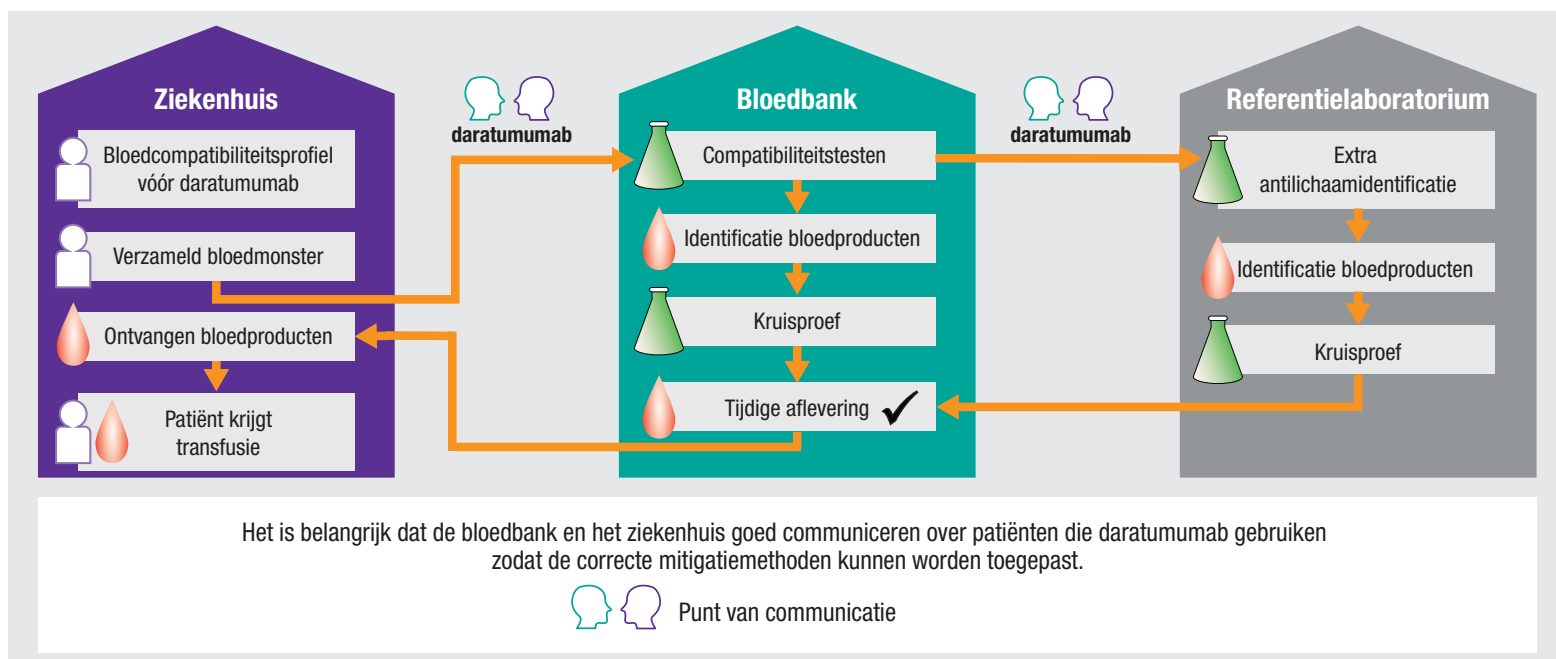 Ziekenhuis
Bloedcompatibiliteitsprofiel
vóór daratumumab
Verzameld bloedmonster
Ontvangen bloedproducten
Patiënt krijgt
transfusie
daratumumab
Bloedbank
Compatibiliteitstesten
Identificatie bloedproducten
Kruisproef
Tijdige aflevering
daratumumab
Referentielaboratorium
Extra
antilichaamidentificatie
Identificatie bloedproducten
Kruisproef
Het is belangrijk dat de bloedbank en het ziekenhuis goed communiceren over patiënten die daratumumab gebruiken
zodat de correcte mitigatiemethoden kunnen worden toegepast.
Punt van communicatie